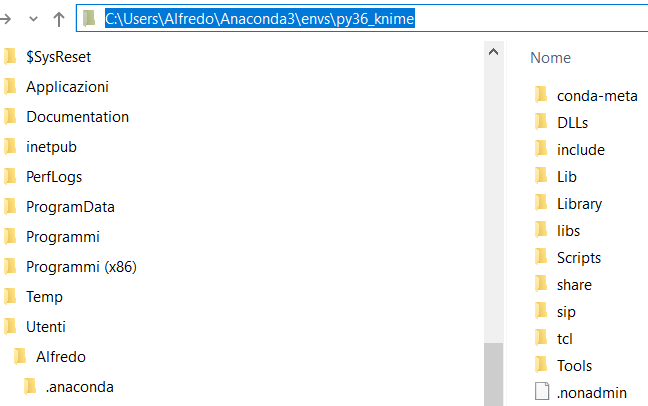 C:\Users\Alfredo\Anaconda3\envs\py36_knime
$SysReset
Applicazioni
Documentation
inetpub
PerfLogs
ProgramData
Programmi
Programmi (x86)
Temp
Utenti
Alfredo
.anaconda
Nome
conda-meta
DLLs
include
Lib
Library
libs
Scripts
share
sip
tcl
Tools
.nonadmin